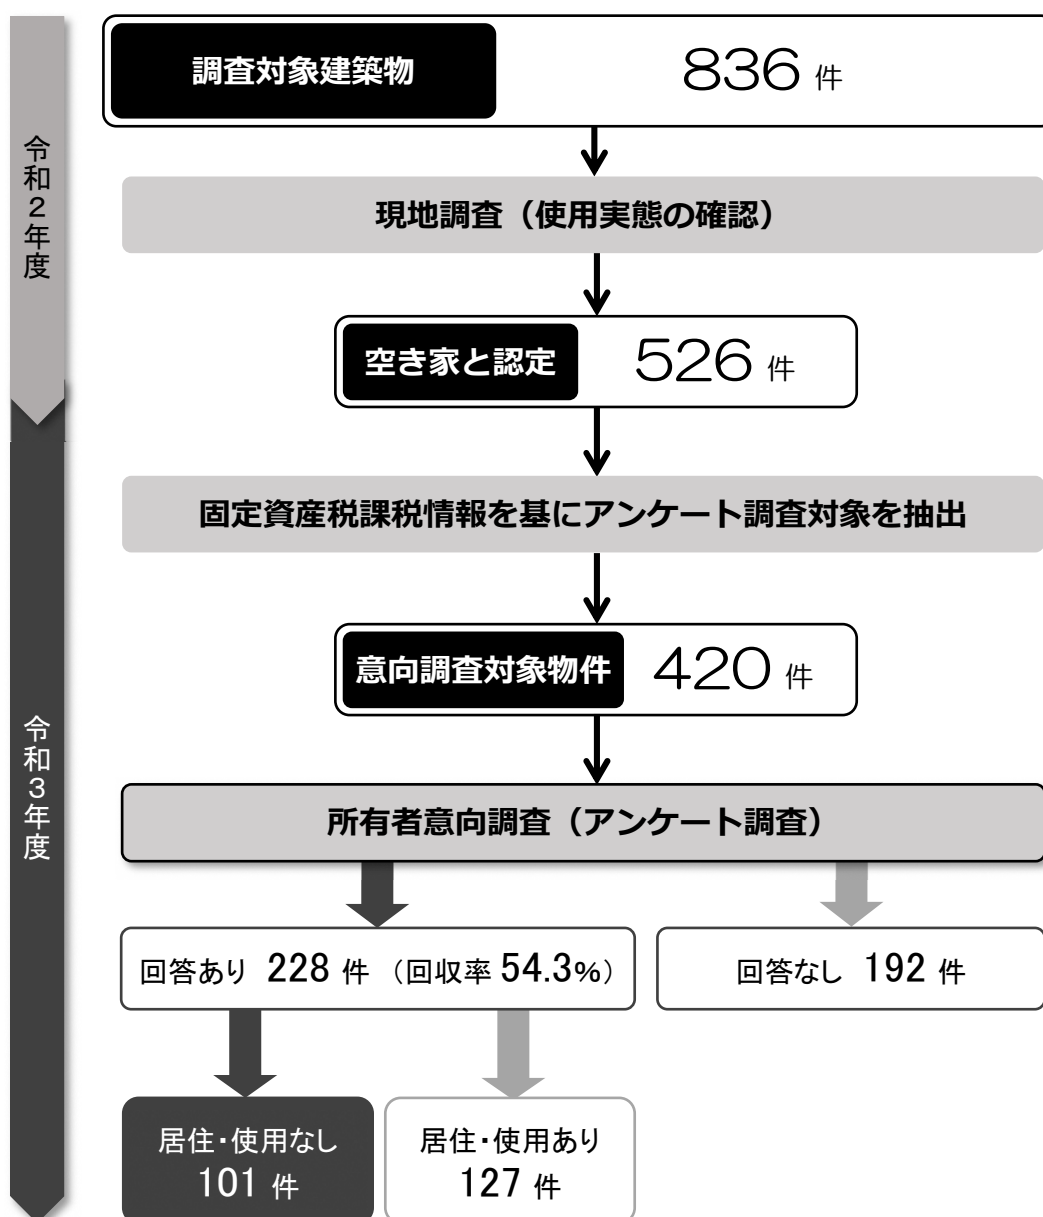 令和2年度
調査対象建築物 836 件
現地調査（使用実態の確認）
空き家と認定 526 件
固定資産税課税情報を基にアンケート調査対象を抽出
意向調査対象物件 420 件
令和3年度
所有者意向調査（アンケート調査）
回答あり 228 件 （回収率 54.3%）
回答なし 192 件
居住・使用なし
101 件
居住・使用あり
127 件